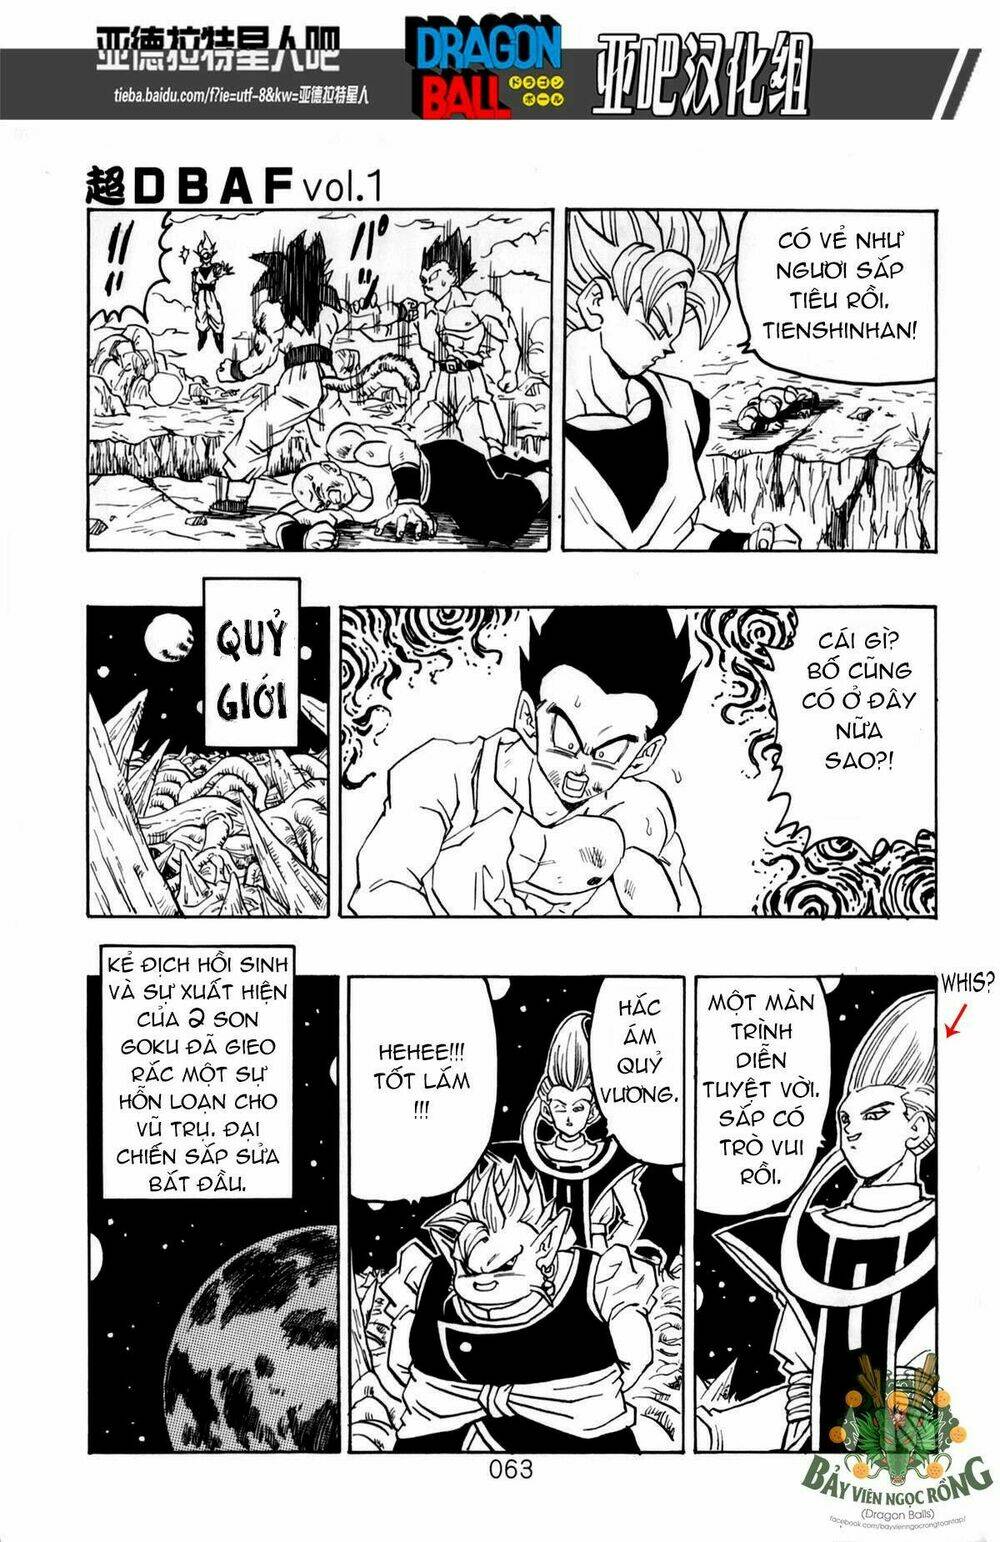 亚德拉特星人吧
tieba.baidu.com/f?ie=utf-8&kw=亚德拉特星人
DRAGON
BALL
ドラゴン
ボール
亚吧汉化组
超DBAF vol.1
CÓ VẺ NHƯ
NGƯƠI SẮP
TIÊU RỒI,
TIENSHINHAN!
QUỶ
GIỚI
CÁI GÌ?
BỐ CŨNG
CÓ Ở ĐÂY
NỮA
SAO?!
KẺ ĐỊCH HỒI SINH
VÀ SỰ XUẤT HIỆN
CỦA 2 SON
GOKU ĐÃ GIEO
RẮC MỘT SỰ
HỖN LOẠN CHO
VŨ TRỤ. ĐẠI
CHIẾN SẮP SỬA
BẮT ĐẦU.
HEHEE!!!
TỐT LẮM
!!!
HẮC
ÁM
QUỶ
VƯƠNG.
MỘT MÀN
TRÌNH
DIỄN
TUYỆT VỜI.
SẮP CÓ
TRÒ VUI
RỒI.
WHIS?
063
BẢY VIÊN NGỌC RỒNG
(Dragon Balls)
facebook.com/bayvienngocrongtoantap/